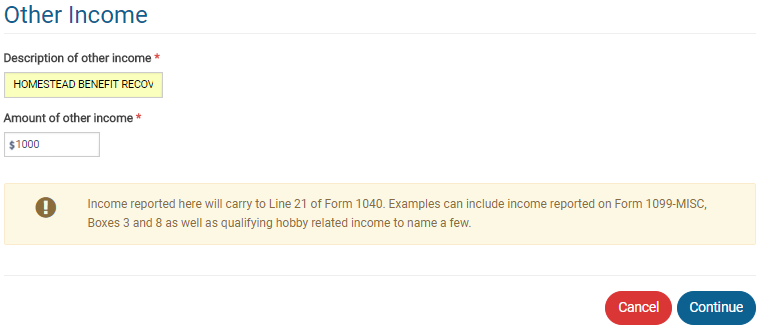 Other Income
Description of other income *
HOMESTEAD BENEFIT RECOV
Amount of other income *
$1000
Income reported here will carry to Line 21 of Form 1040. Examples can include income reported on Form 1099-MISC,
Boxes 3 and 8 as well as qualifying hobby related income to name a few.
Cancel Continue